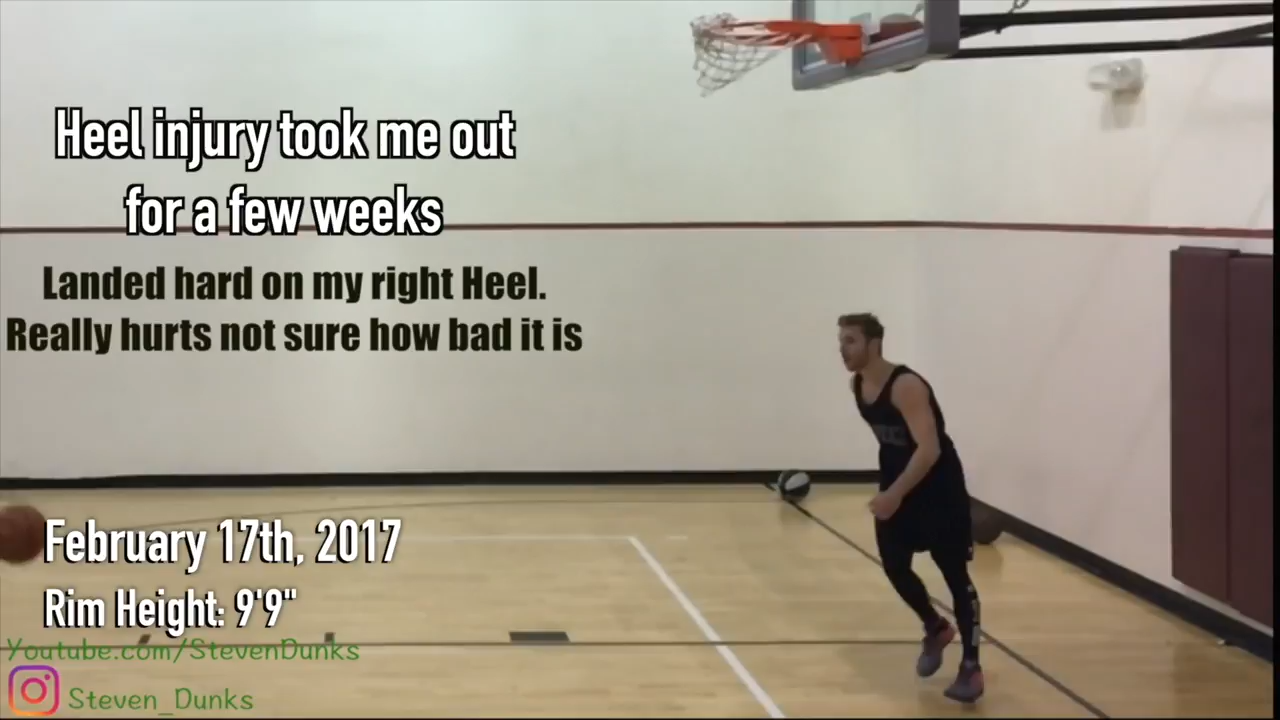 Heel injury took me out
for a few weeks
Landed hard on my right Heel.
Really hurts not sure how bad it is
February 17th, 2017
Rim Height: 9'9"
Youtube.com/StevenDunks
Steven_Dunks